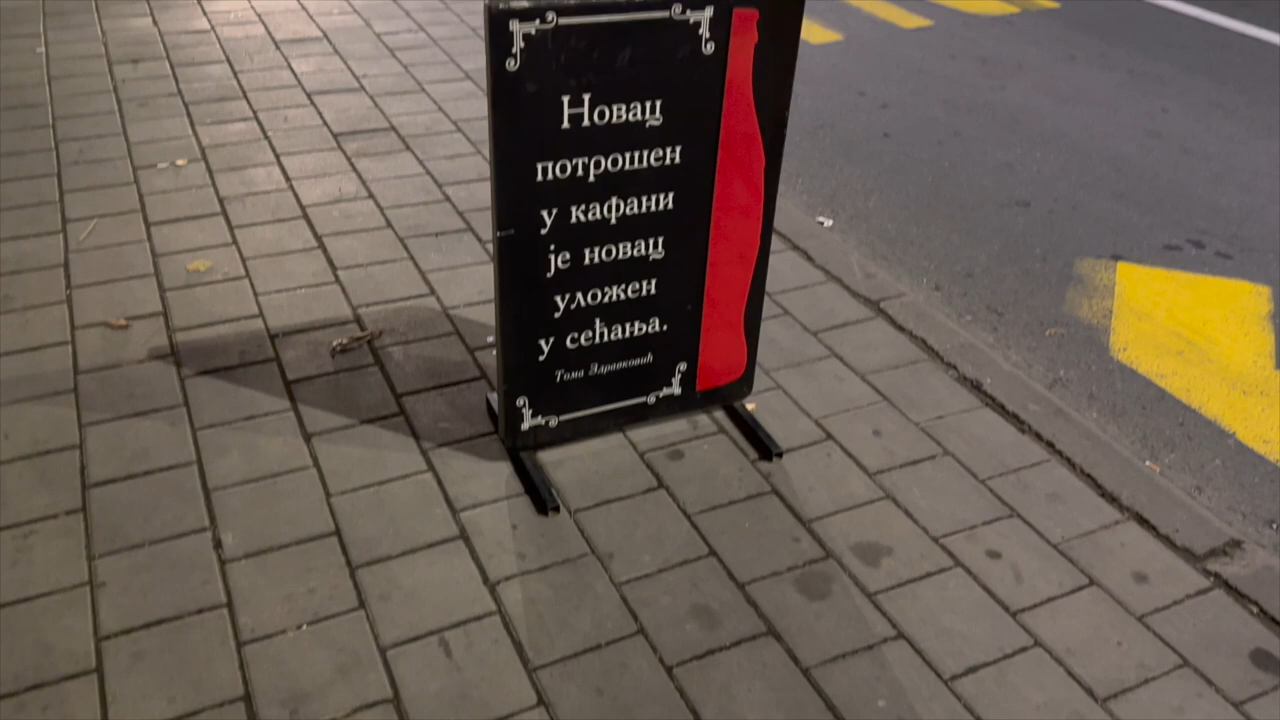 Новац
потрошен
у кафани
је новац
уложен
у сећања.
Тома Здравковић